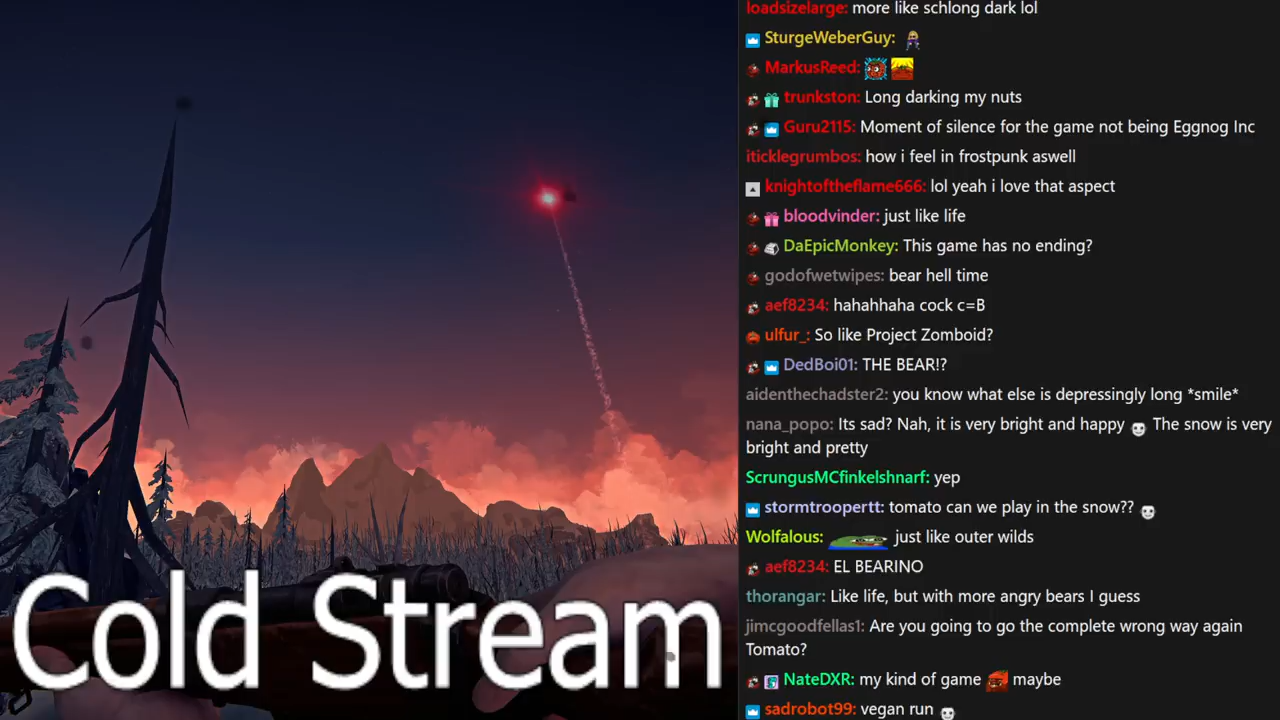 Cold Stream
loadsizelarge: more like schlong dark lol
SturgeWeberGuy:
MarkusReed:
trunkston: Long darking my nuts
Guru2115: Moment of silence for the game not being Eggnog Inc
iticklegrumbos: how i feel in frostpunk aswell
knightoftheflame666: lol yeah i love that aspect
bloodvinder: just like life
DaEpicMonkey: This game has no ending?
godofwetwipes: bear hell time
aef8234: hahahhaha cock c=B
ulfur_: So like Project Zomboid?
DedBoi01: THE BEAR!?
aidenthechadster2: you know what else is depressingly long *smile*
nana_popo: Its sad? Nah, it is very bright and happy The snow is very
bright and pretty
ScrungusMCfinkelshnarf: yep
stormtroopertt: tomato can we play in the snow??
Wolfalous: just like outer wilds
aef8234: EL BEARINO
thorangar: Like life, but with more angry bears I guess
jimcgoodfellas1: Are you going to go the complete wrong way again
Tomato?
NateDXR: my kind of game maybe
sadrobot99: vegan run